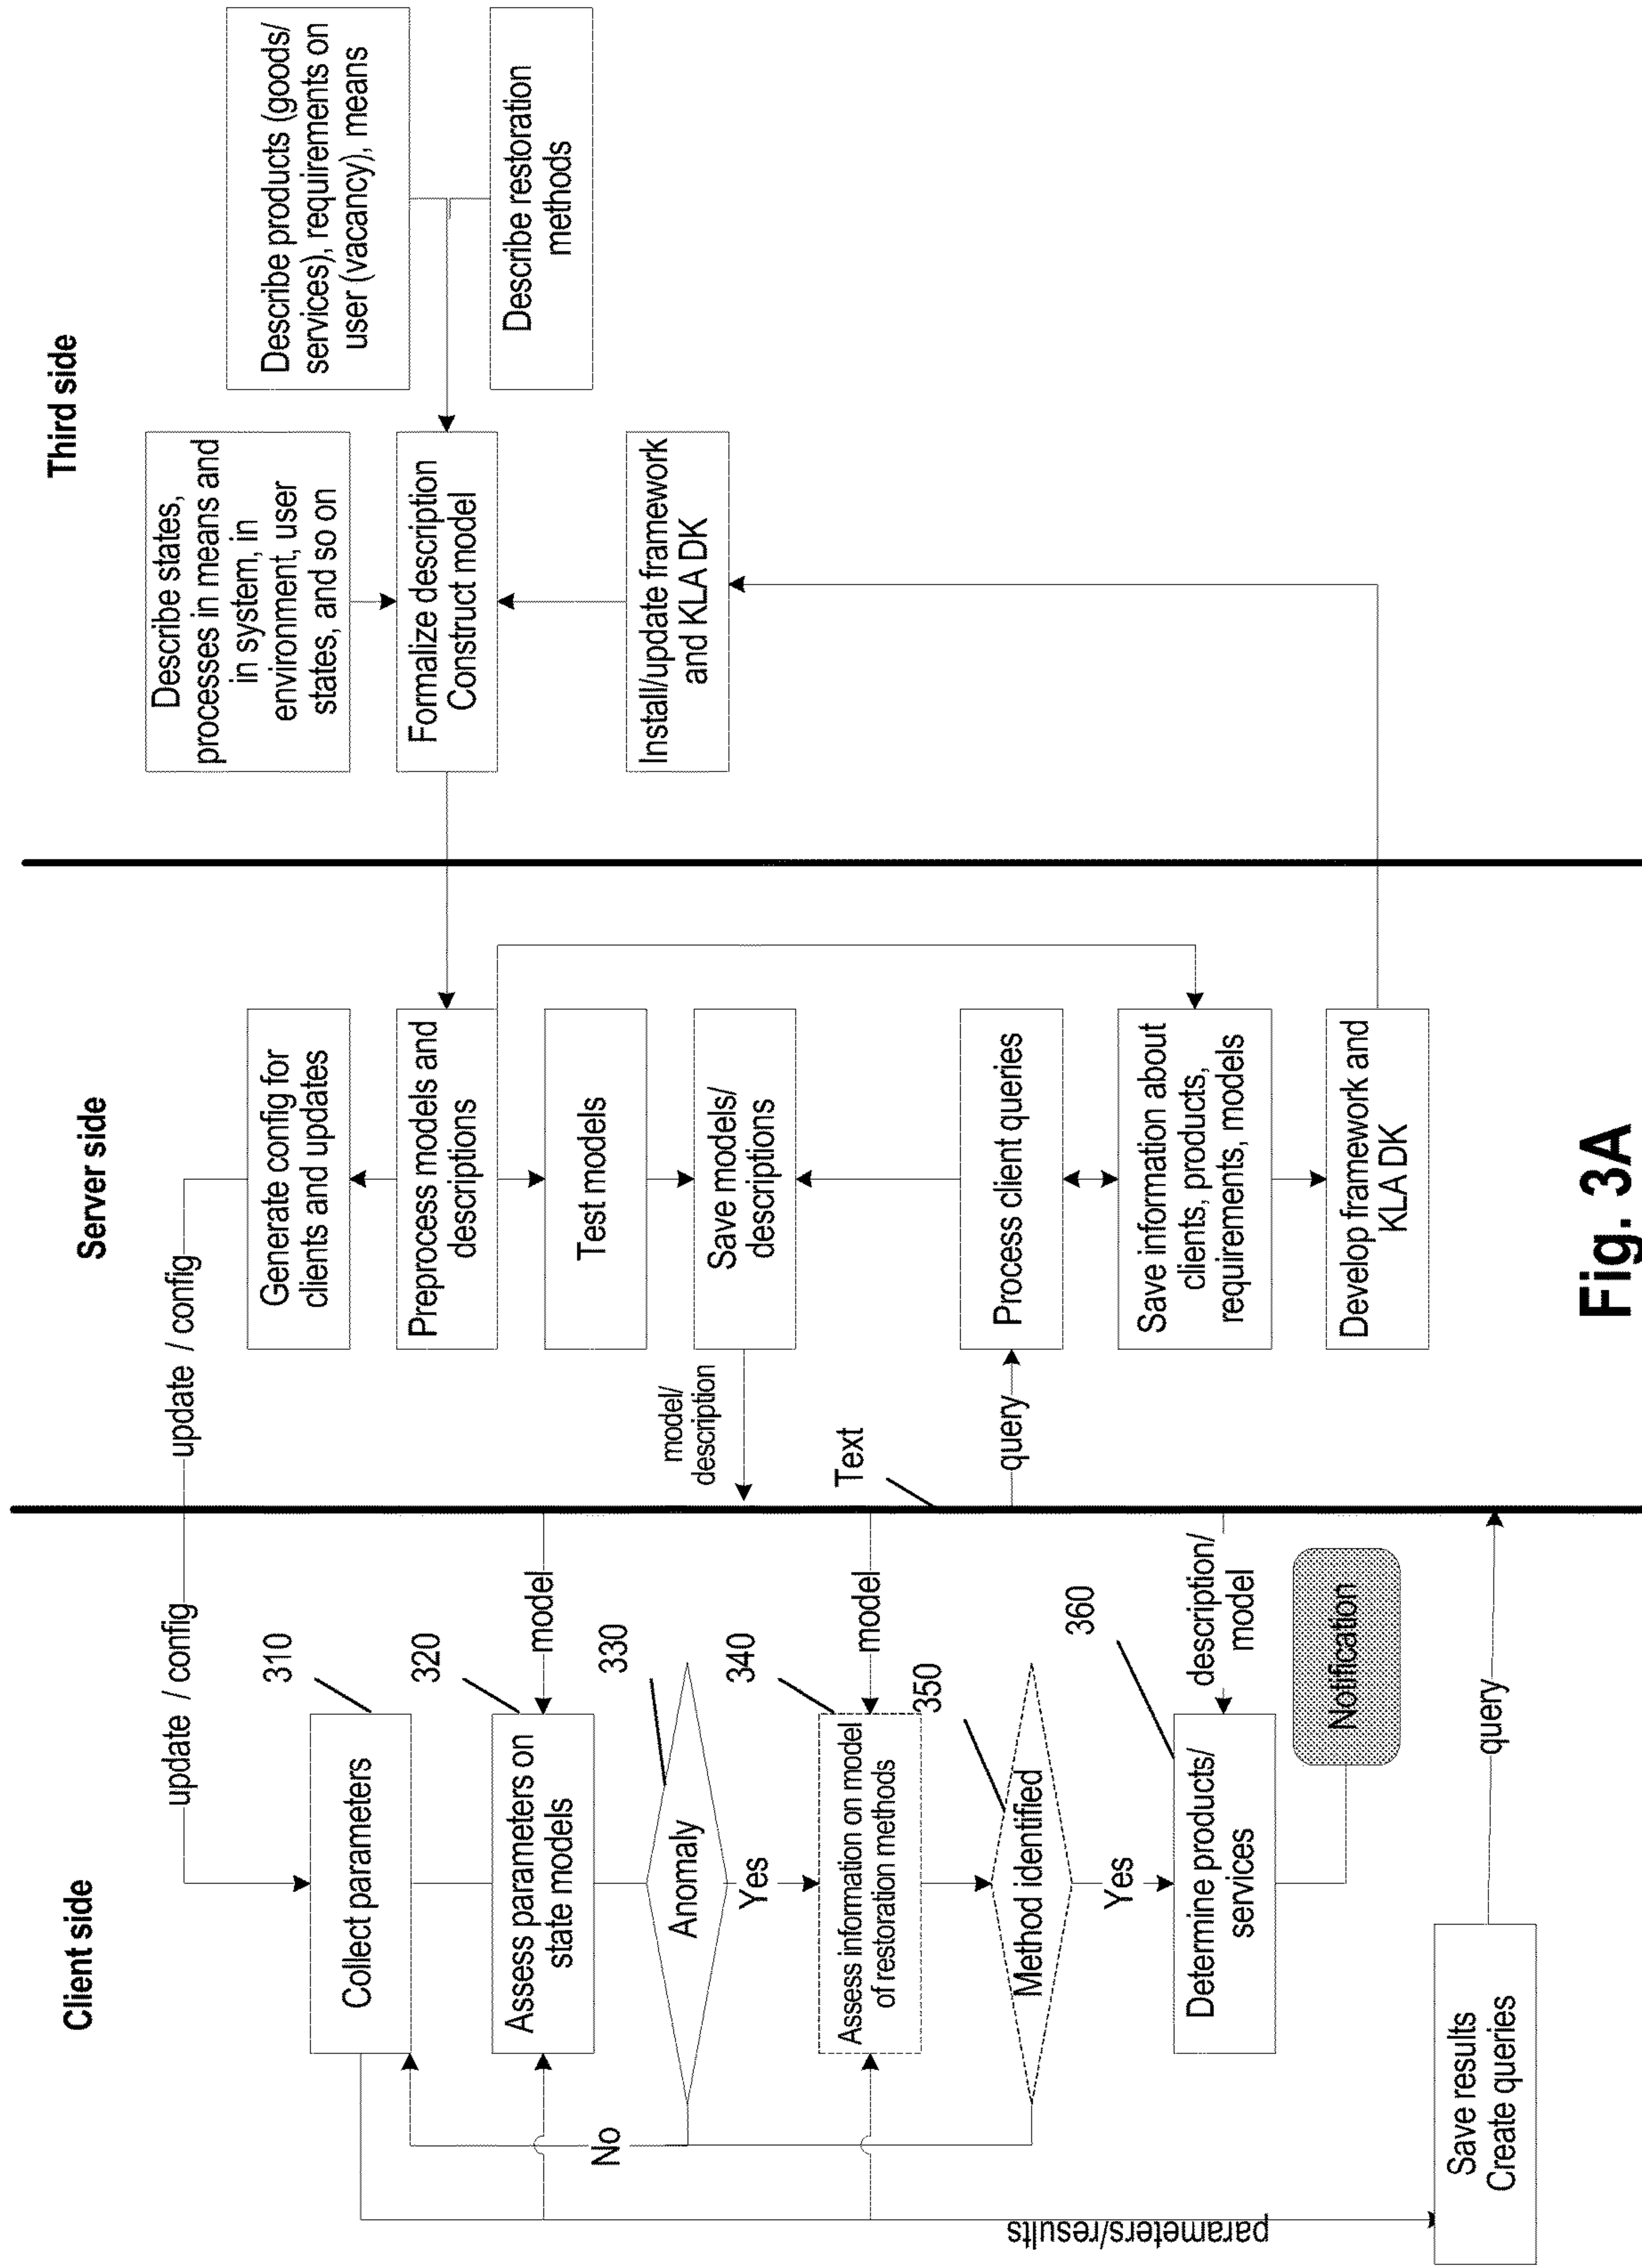 Client side
Server side
Third side
update / config
update / config
Collect parameters
310
Assess parameters on
state models
320
model
Anomaly
330
No
Yes
Assess information on model
of restoration methods
340
model
Method identified
350
Yes
Determine products/
services
360
description/
model
Notification
parameters/results
Save results
Create queries
query
Generate config for
clients and updates
Preprocess models and
descriptions
Test models
Save models/
descriptions
model/
description
Text
query
Process client queries
Save information about
clients, products,
requirements, models
Develop framework and
KLA DK
Describe states,
processes in means and
in system, in
environment, user
states, and so on
Formalize description
Construct model
Install/update framework
and KLA DK
Describe products (goods/
services), requirements on
user (vacancy), means
Describe restoration
methods
Fig. 3A